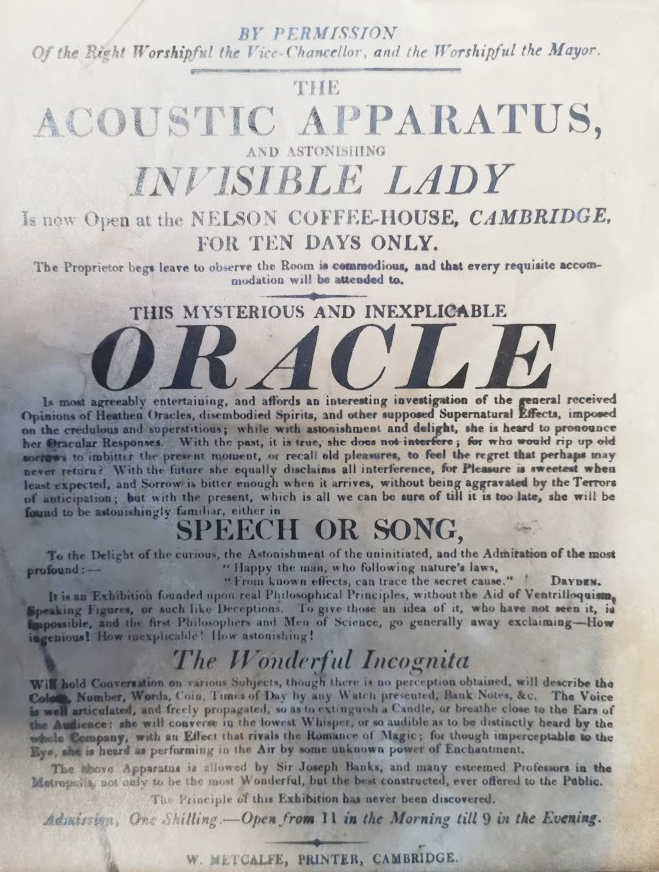 BY PERMISSION
Of the Right Worshipful the Vice-Chancellor, and the Worshipful the Mayor.
THE
ACOUSTIC APPARATUS,
AND ASTONISHING
INVISIBLE LADY
Is now Open at the NELSON COFFEE-HOUSE, CAMBRIDGE,
FOR TEN DAYS ONLY.
The Proprietor begs leave to observe the Room is commodious, and that every requisite accom-
modation will be attended to.
THIS MYSTERIOUS AND INEXPLICABLE
ORACLE
Is most agreeably entertaining, and affords an interesting investigation of the general received
Opinions of Heathen Oracles, disembodied Spirits, and other supposed Supernatural Effects, imposed
on the credulous and superstitious; while with astonishment and delight, she is heard to pronounce
her Oracular Responses. With the past, it is true, she does not interfere; for who would rip up old
sorrows to imbitter the present moment, or recall old pleasures, to feel the regret that perhaps may
never return? With the future she equally disclaims all interference, for Pleasure is sweetest when
least expected, and Sorrow is bitter enough when it arrives, without being aggravated by the Terrors
of anticipation; but with the present, which is all we can be sure of till it is too late, she will be
found to be astonishingly familiar, either in
SPEECH OR SONG,
To the Delight of the curious, the Astonishment of the uninitiated, and the Admiration of the most
profound:— "Happy the man, who following nature's laws,
"From known effects, can trace the secret cause." DAYDEN.
It is an Exhibition founded upon real Philosophical Principles, without the Aid of Ventriloquism,
Speaking Figures, or such like Deceptions. To give those an idea of it, who have not seen it, is
impossible, and the first Philosophers and Men of Science, go generally away exclaiming—How
ingenious! How inexplicable! How astonishing!
The Wonderful Incognita
Will hold Conversation on various Subjects, though there is no perception obtained, will describe the
Colour, Number, Words, Coin, Times of Day by any Watch presented, Bank Notes, &c. The Voice
is well articulated, and freely propagated, so as to extinguish a Candle, or breathe close to the Ears of
the Audience: she will converse in the lowest Whisper, or so audible as to be distinctly heard by the
whole Company, with an Effect that rivals the Romance of Magic; for though imperceptable to the
Eye, she is heard as performing in the Air by some unknown power of Enchantment.
The above Apparatus is allowed by Sir Joseph Banks, and many esteemed Professors in the
Metropolis, not only to be the most Wonderful, but the best constructed, ever offered to the Public.
The Principle of this Exhibition has never been discovered.
Admission, One Shilling.—Open from 11 in the Morning till 9 in the Evening.
W. METCALFE, PRINTER, CAMBRIDGE.